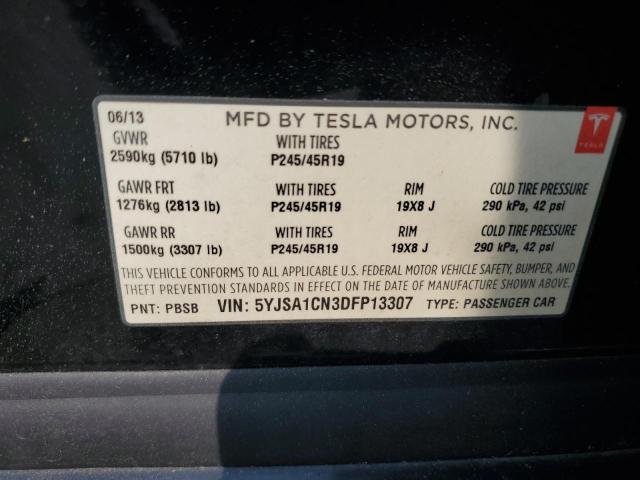 06/13 MFD BY TESLA MOTORS, INC.
TESLA
GVWR WITH TIRES
2590kg (5710 lb) P245/45R19
GAWR FRT WITH TIRES RIM COLD TIRE PRESSURE
1276kg (2813 lb) P245/45R19 19X8 J 290 kPa, 42 psi
GAWR RR WITH TIRES RIM COLD TIRE PRESSURE
1500kg (3307 lb) P245/45R19 19X8 J 290 kPa, 42 psi
THIS VEHICLE CONFORMS TO ALL APPLICABLE U.S. FEDERAL MOTOR VEHICLE SAFETY, BUMPER, AND
THEFT PREVENTION STANDARDS IN EFFECT ON THE DATE OF MANUFACTURE SHOWN ABOVE.
PNT: PBSB VIN: 5YJSA1CN3DFP13307 TYPE: PASSENGER CAR